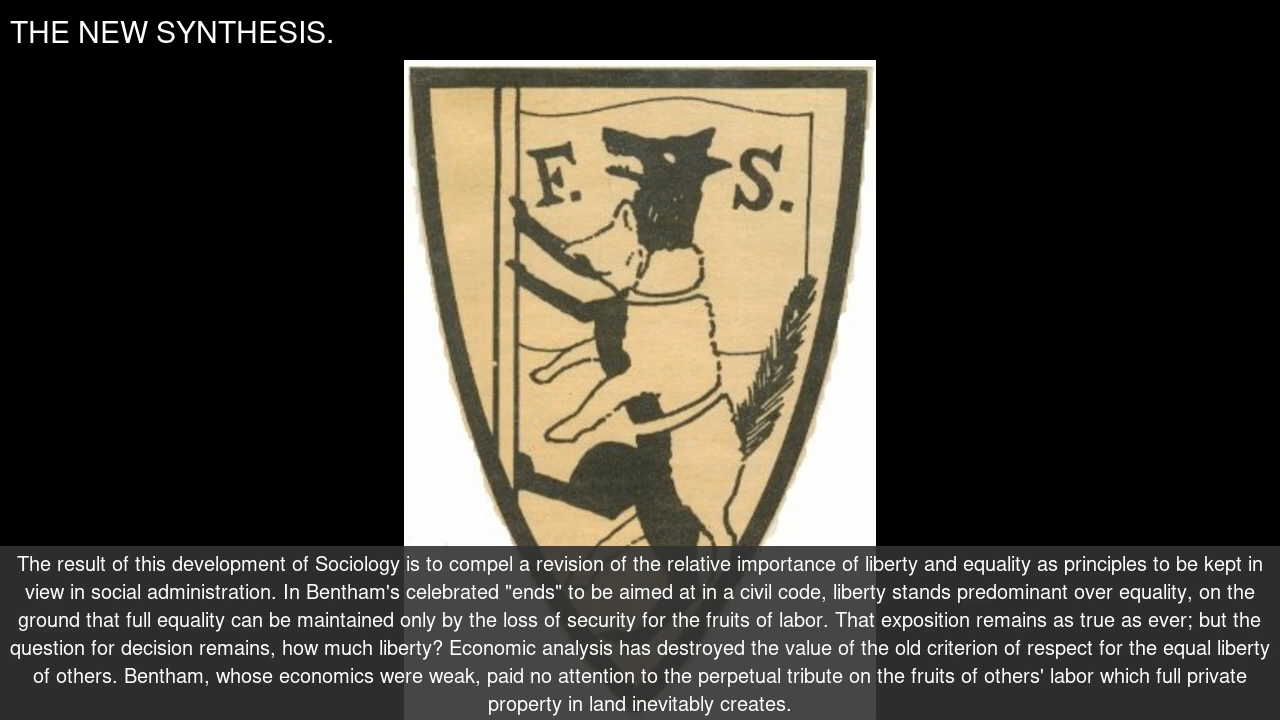 THE NEW SYNTHESIS.
F. S.
The result of this development of Sociology is to compel a revision of the relative importance of liberty and equality as principles to be kept in
view in social administration. In Bentham's celebrated "ends" to be aimed at in a civil code, liberty stands predominant over equality, on the
ground that full equality can be maintained only by the loss of security for the fruits of labor. That exposition remains as true as ever; but the
question for decision remains, how much liberty? Economic analysis has destroyed the value of the old criterion of respect for the equal liberty
of others. Bentham, whose economics were weak, paid no attention to the perpetual tribute on the fruits of others' labor which full private
property in land inevitably creates.